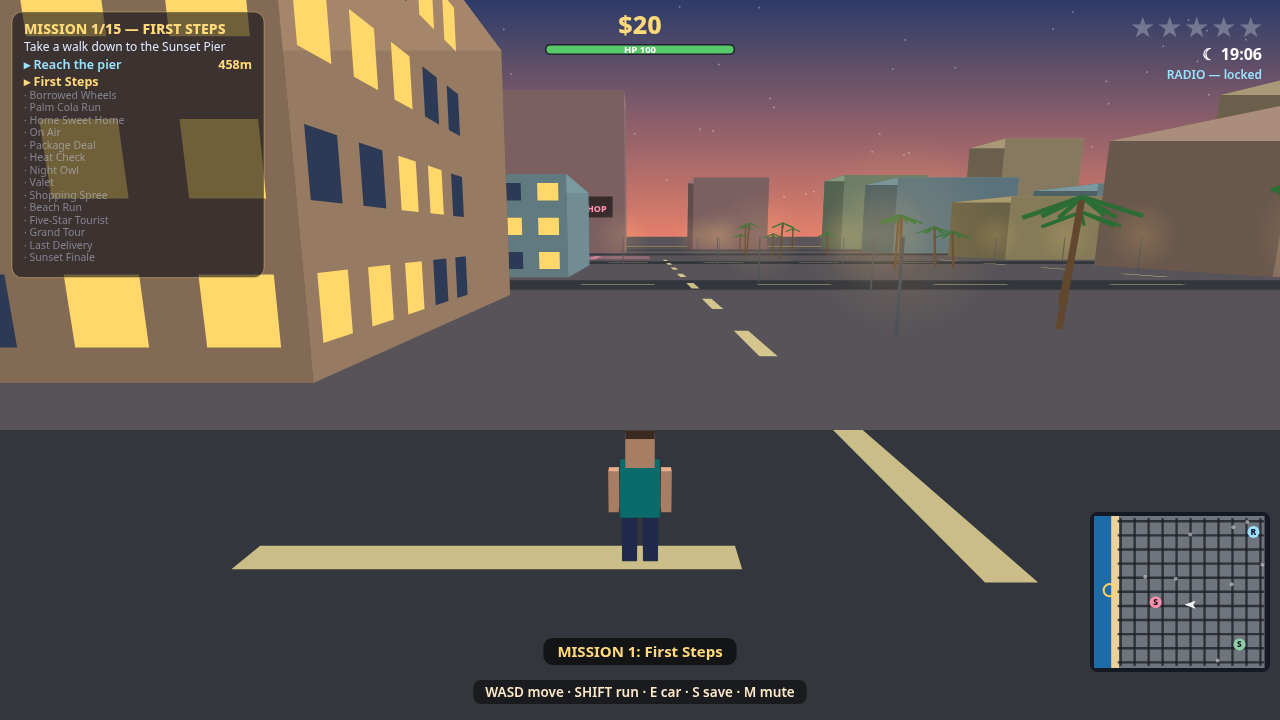 MISSION 1/15 — FIRST STEPS
Take a walk down to the Sunset Pier
▸ Reach the pier 458m
▸ First Steps
· Borrowed Wheels
· Palm Cola Run
· Home Sweet Home
· On Air
· Package Deal
· Heat Check
· Night Owl
· Valet
· Shopping Spree
· Beach Run
· Five-Star Tourist
· Grand Tour
· Last Delivery
· Sunset Finale
$20
HP 100
☾ 19:06
RADIO — locked
HOP
R
S
S
MISSION 1: First Steps
WASD move · SHIFT run · E car · S save · M mute